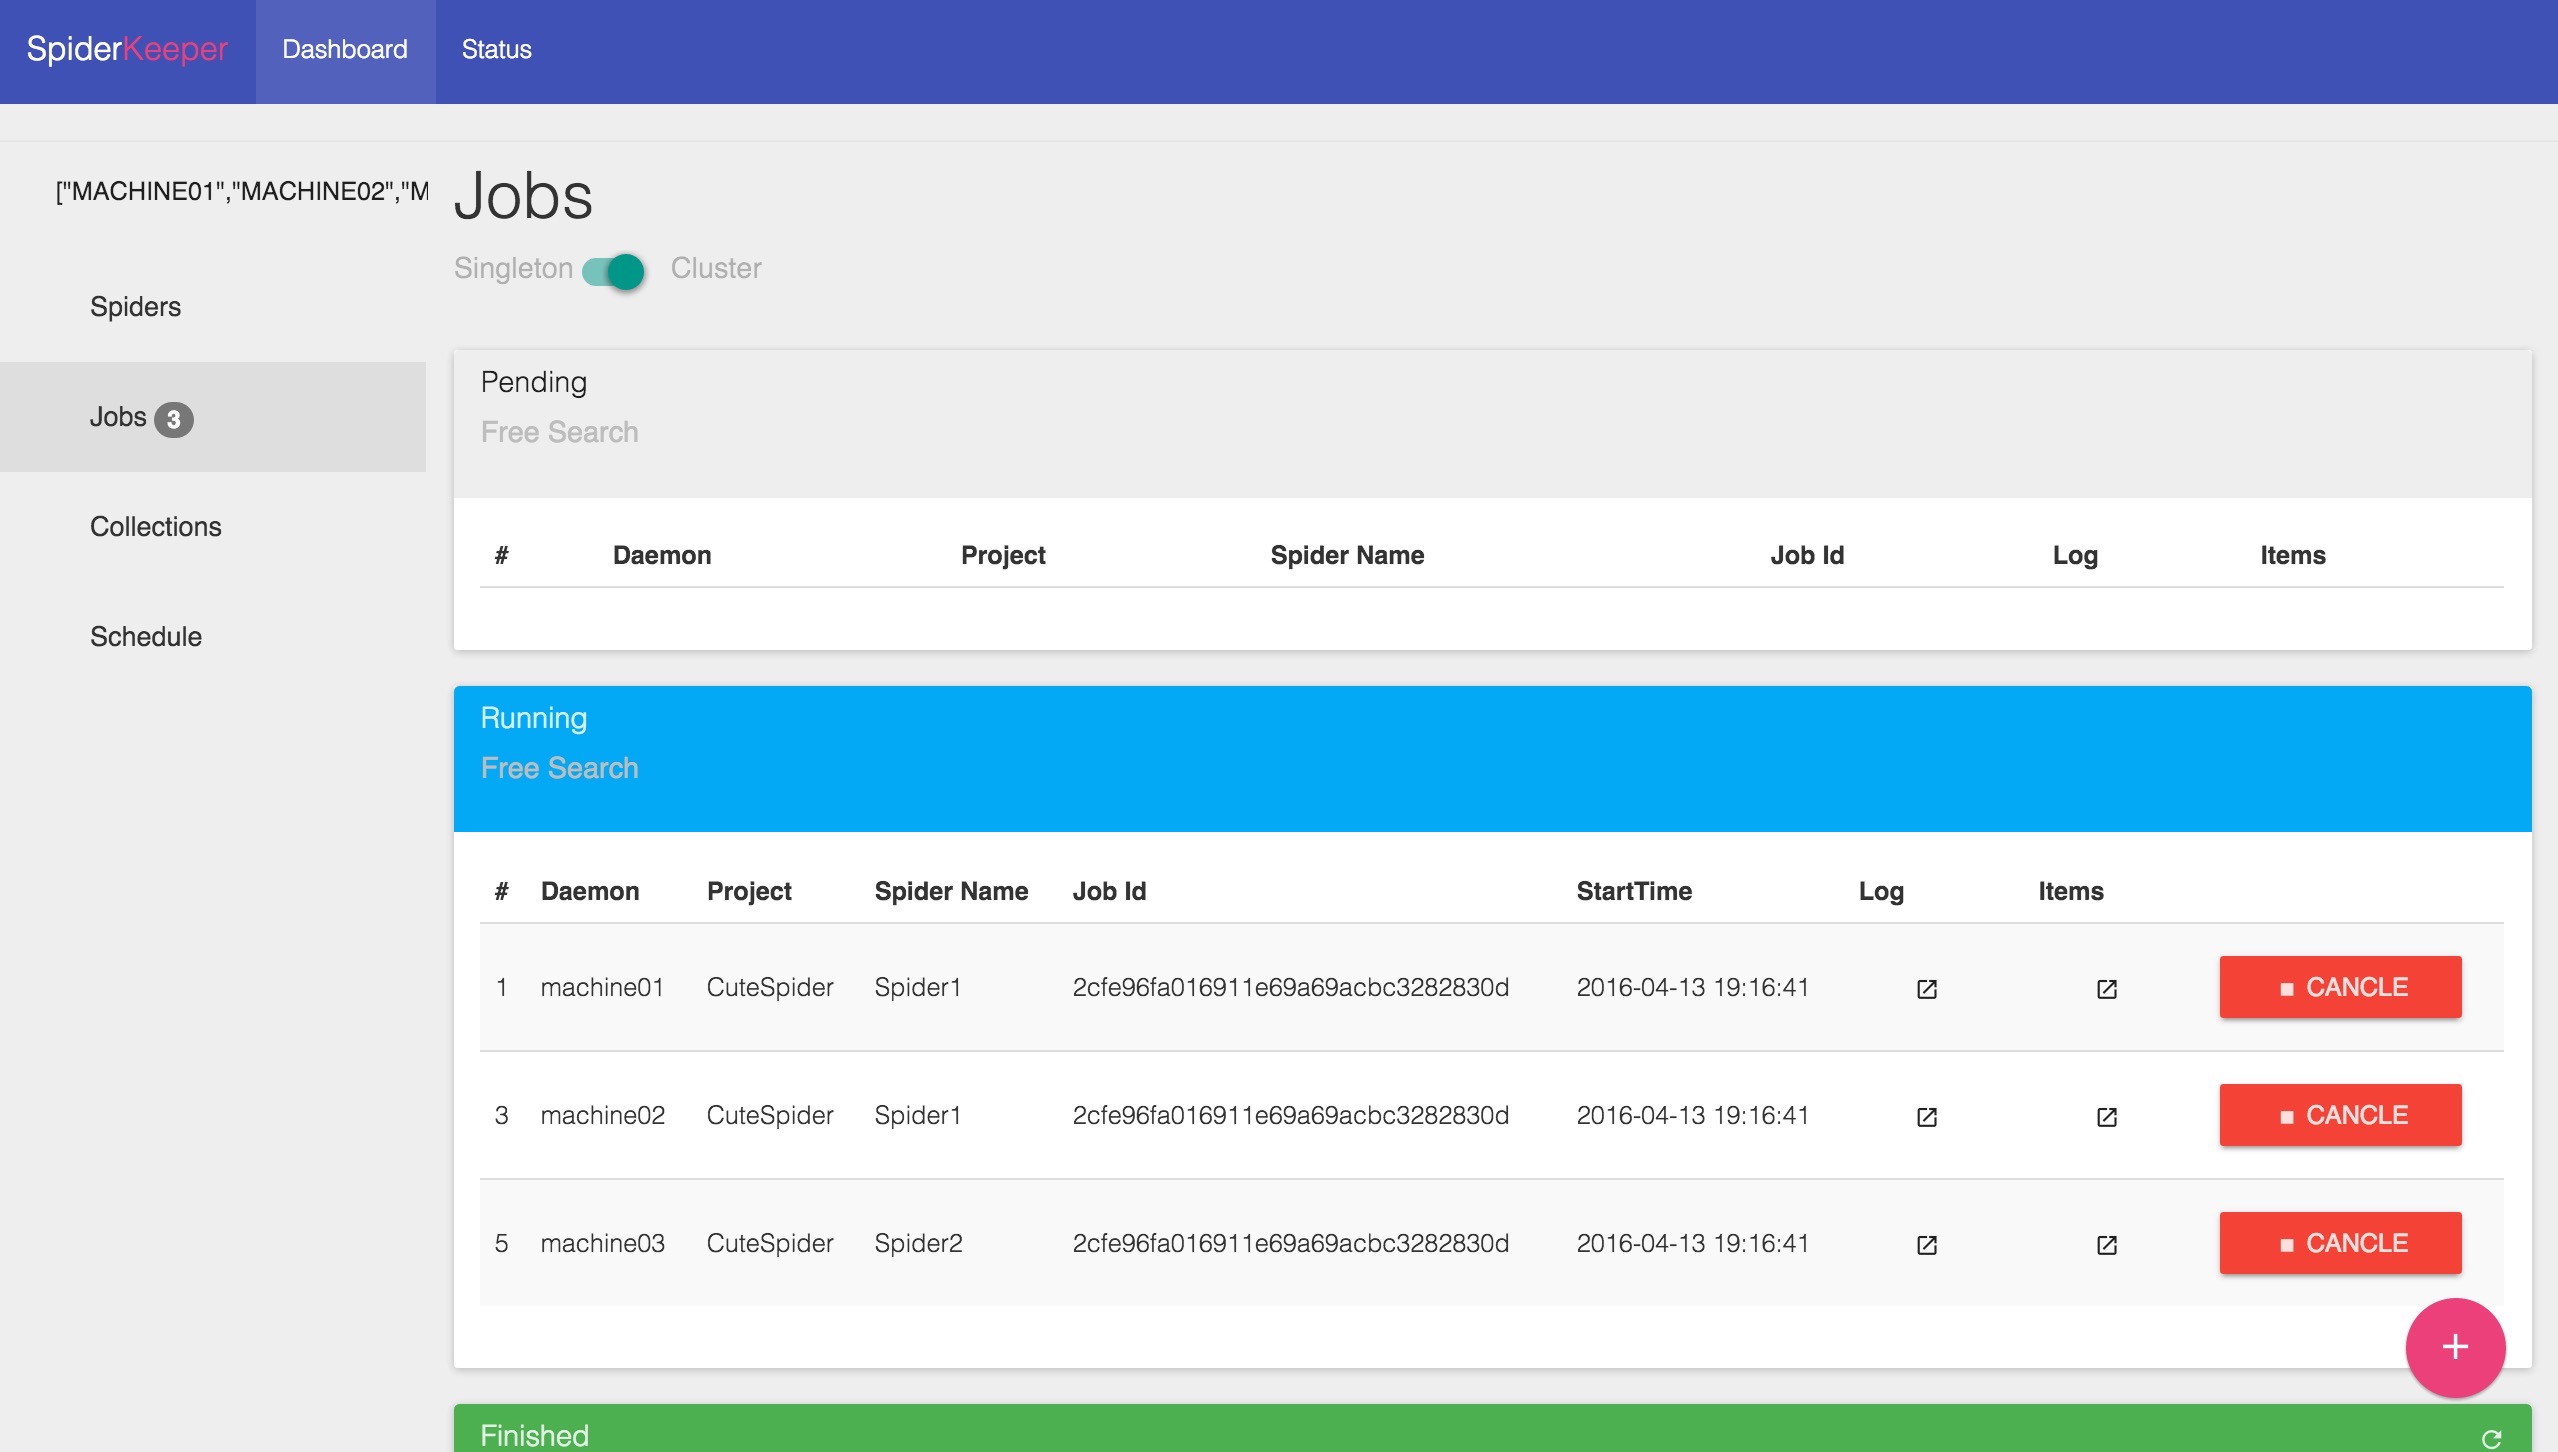 SpiderKeeper Dashboard Status
["MACHINE01","MACHINE02","M
Spiders
Jobs 3
Collections
Schedule
Jobs
Singleton Cluster
Pending
Free Search
# Daemon Project Spider Name Job Id Log Items
Running
Free Search
# Daemon Project Spider Name Job Id StartTime Log Items
1 machine01 CuteSpider Spider1 2cfe96fa016911e69a69acbc3282830d 2016-04-13 19:16:41 CANCLE
3 machine02 CuteSpider Spider1 2cfe96fa016911e69a69acbc3282830d 2016-04-13 19:16:41 CANCLE
5 machine03 CuteSpider Spider2 2cfe96fa016911e69a69acbc3282830d 2016-04-13 19:16:41 CANCLE
+
Finished